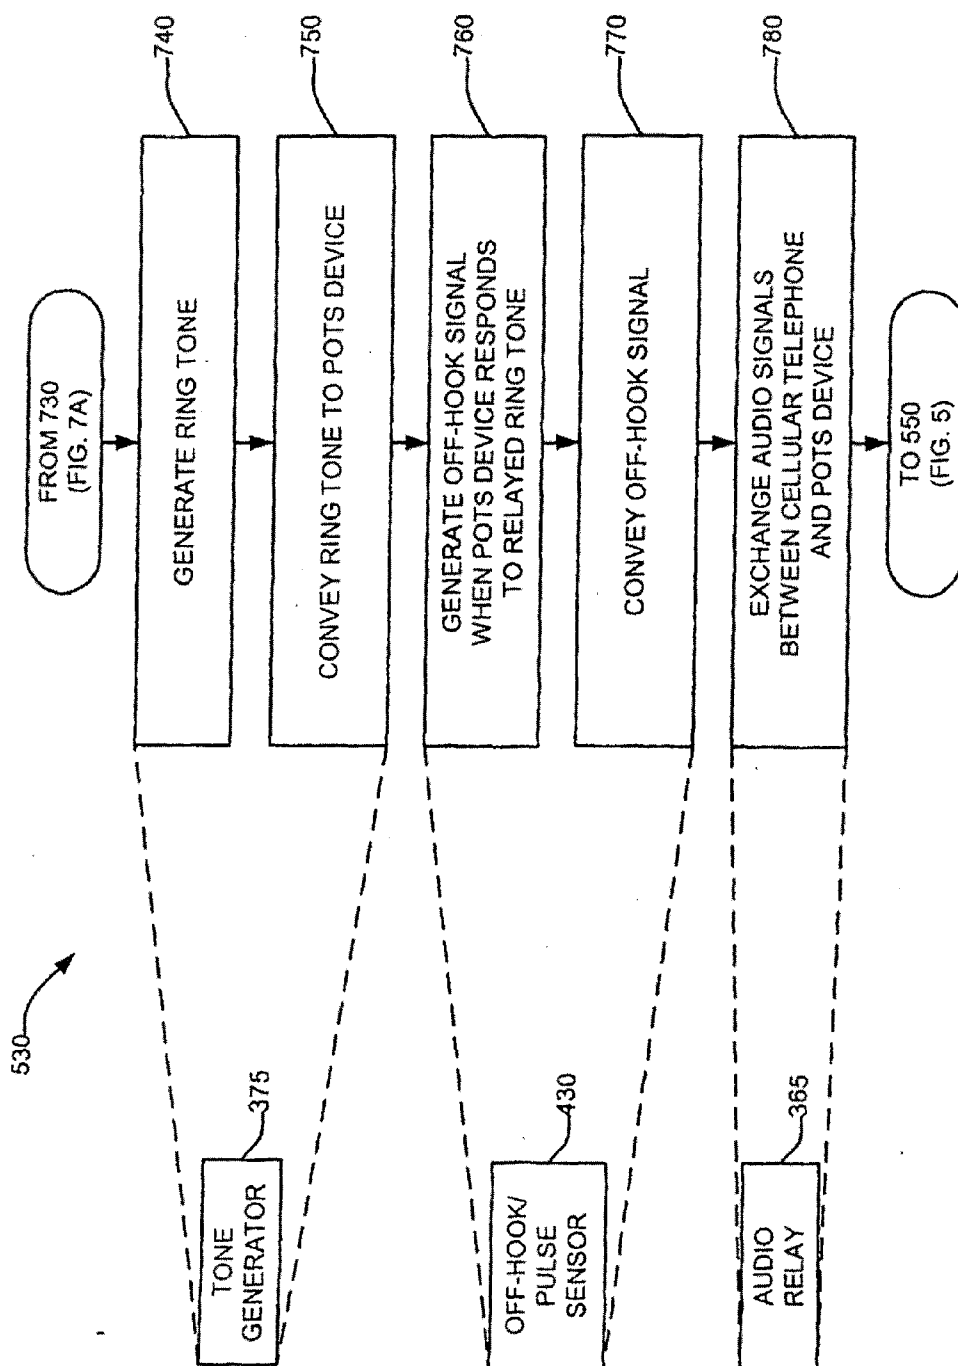 530
FROM 730
(FIG. 7A)
GENERATE RING TONE
740
CONVEY RING TONE TO POTS DEVICE
750
TONE
GENERATOR
375
GENERATE OFF-HOOK SIGNAL
WHEN POTS DEVICE RESPONDS
TO RELAYED RING TONE
760
CONVEY OFF-HOOK SIGNAL
770
OFF-HOOK/
PULSE
SENSOR
430
EXCHANGE AUDIO SIGNALS
BETWEEN CELLULAR TELEPHONE
AND POTS DEVICE
780
AUDIO
RELAY
365
TO 550
(FIG. 5)